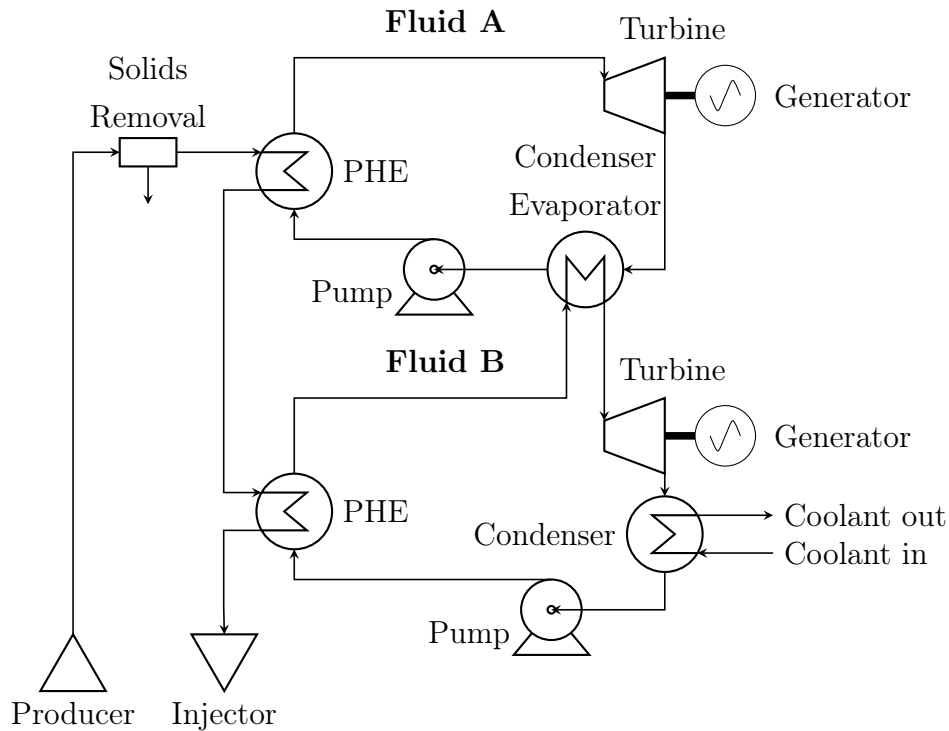 Fluid A
Turbine
Solids
Removal
Generator
Condenser
PHE
Evaporator
Pump
Fluid B
Turbine
Generator
PHE
Condenser
Coolant out
Coolant in
Pump
Producer
Injector